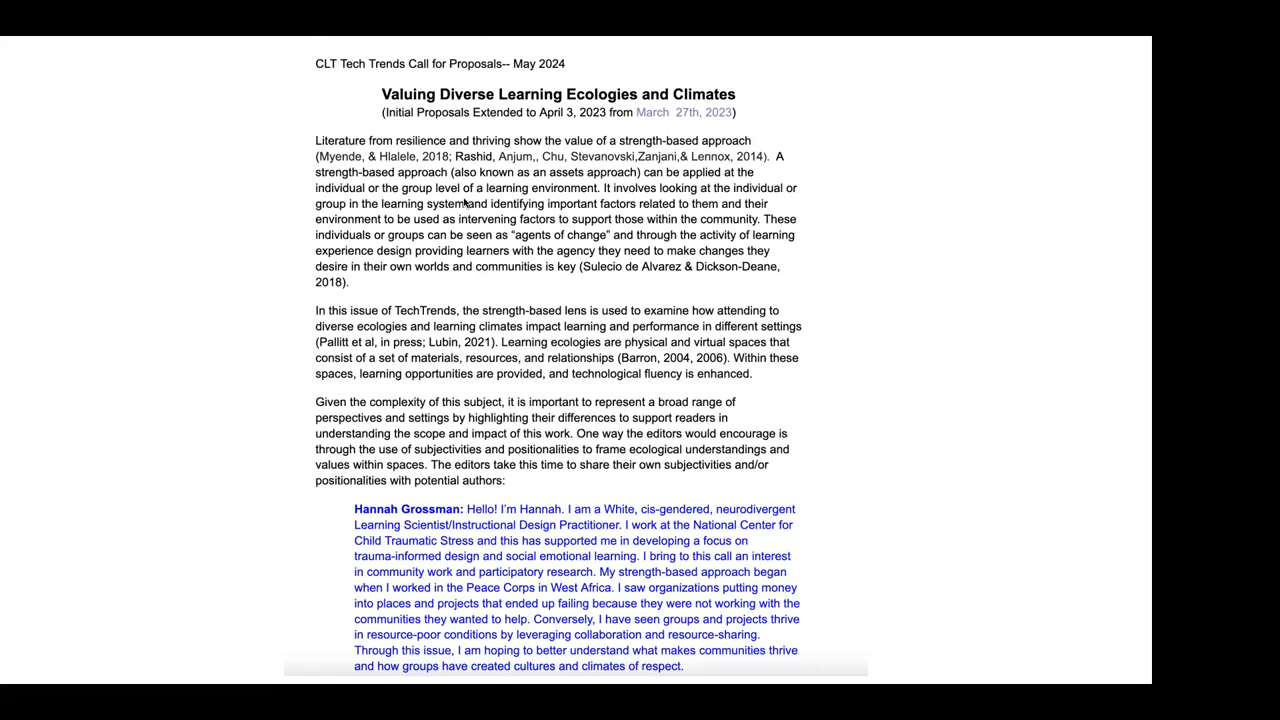 CLT Tech Trends Call for Proposals-- May 2024
Valuing Diverse Learning Ecologies and Climates
(Initial Proposals Extended to April 3, 2023 from March  27th, 2023)
Literature from resilience and thriving show the value of a strength-based approach
(Myende, & Hlalele, 2018; Rashid, Anjum,, Chu, Stevanovski,Zanjani,& Lennox, 2014).  A
strength-based approach (also known as an assets approach) can be applied at the
individual or the group level of a learning environment. It involves looking at the individual or
group in the learning system and identifying important factors related to them and their
environment to be used as intervening factors to support those within the community. These
individuals or groups can be seen as “agents of change” and through the activity of learning
experience design providing learners with the agency they need to make changes they
desire in their own worlds and communities is key (Sulecio de Alvarez & Dickson-Deane,
2018).
In this issue of TechTrends, the strength-based lens is used to examine how attending to
diverse ecologies and learning climates impact learning and performance in different settings
(Pallitt et al, in press; Lubin, 2021). Learning ecologies are physical and virtual spaces that
consist of a set of materials, resources, and relationships (Barron, 2004, 2006). Within these
spaces, learning opportunities are provided, and technological fluency is enhanced.
Given the complexity of this subject, it is important to represent a broad range of
perspectives and settings by highlighting their differences to support readers in
understanding the scope and impact of this work. One way the editors would encourage is
through the use of subjectivities and positionalities to frame ecological understandings and
values within spaces. The editors take this time to share their own subjectivities and/or
positionalities with potential authors:
Hannah Grossman: Hello! I’m Hannah. I am a White, cis-gendered, neurodivergent
Learning Scientist/Instructional Design Practitioner. I work at the National Center for
Child Traumatic Stress and this has supported me in developing a focus on
trauma-informed design and social emotional learning. I bring to this call an interest
in community work and participatory research. My strength-based approach began
when I worked in the Peace Corps in West Africa. I saw organizations putting money
into places and projects that ended up failing because they were not working with the
communities they wanted to help. Conversely, I have seen groups and projects thrive
in resource-poor conditions by leveraging collaboration and resource-sharing.
Through this issue, I am hoping to better understand what makes communities thrive
and how groups have created cultures and climates of respect.